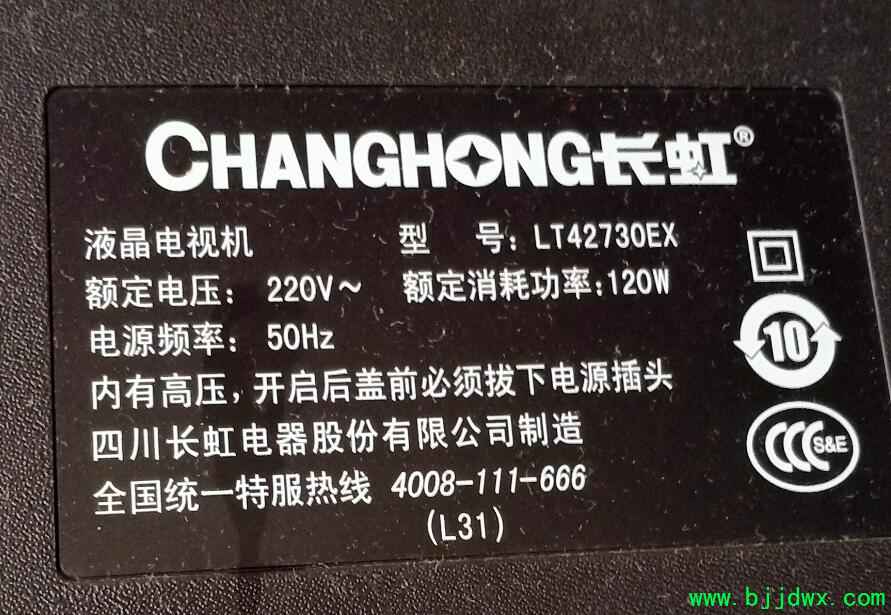 CHANGHONG长虹®
液晶电视机 型 号: LT42730EX
额定电压: 220V～ 额定消耗功率:120W
电源频率: 50Hz
内有高压,开启后盖前必须拔下电源插头
四川长虹电器股份有限公司制造
全国统一特服热线 4008-111-666
(L31)
10
CCC S&E
www.bjjdwx.com